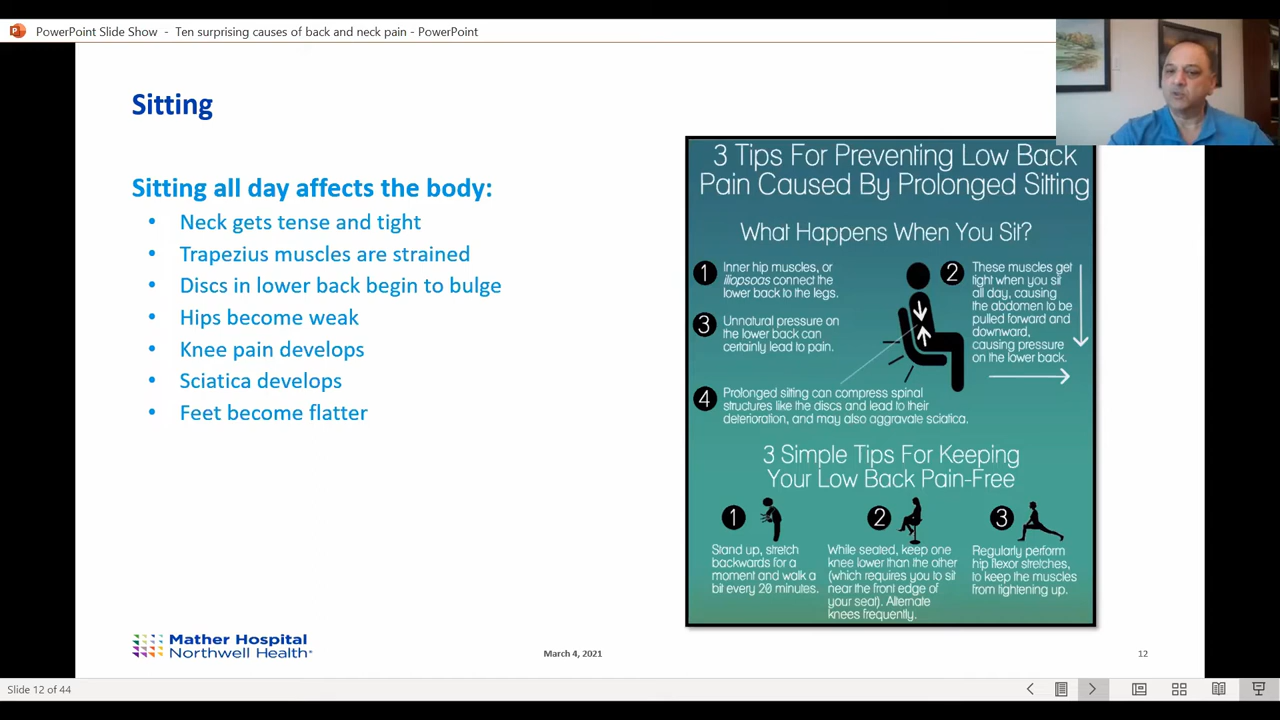 PowerPoint Slide Show - Ten surprising causes of back and neck pain - PowerPoint
Sitting
Sitting all day affects the body:
• Neck gets tense and tight
• Trapezius muscles are strained
• Discs in lower back begin to bulge
• Hips become weak
• Knee pain develops
• Sciatica develops
• Feet become flatter
3 Tips For Preventing Low Back
Pain Caused By Prolonged Sitting
What Happens When You Sit?
1
Inner hip muscles, or
iliopsoas connect the
lower back to the legs.
2
These muscles get
tight when you sit
all day, causing
the abdomen to be
pulled forward and
downward,
causing pressure
on the lower back.
3
Unnatural pressure on
the lower back can
certainly lead to pain.
4
Prolonged sitting can compress spinal
structures like the discs and lead to their
deterioration, and may also aggravate sciatica.
3 Simple Tips For Keeping
Your Low Back Pain-Free
1
Stand up, stretch
backwards for a
moment and walk a
bit every 20 minutes.
2
While seated, keep one
knee lower than the other
(which requires you to sit
near the front edge of
your seat). Alternate
knees frequently.
3
Regularly perform
hip flexor stretches,
to keep the muscles
from tightening up.
Mather Hospital
Northwell Health
March 4, 2021
12
Slide 12 of 44